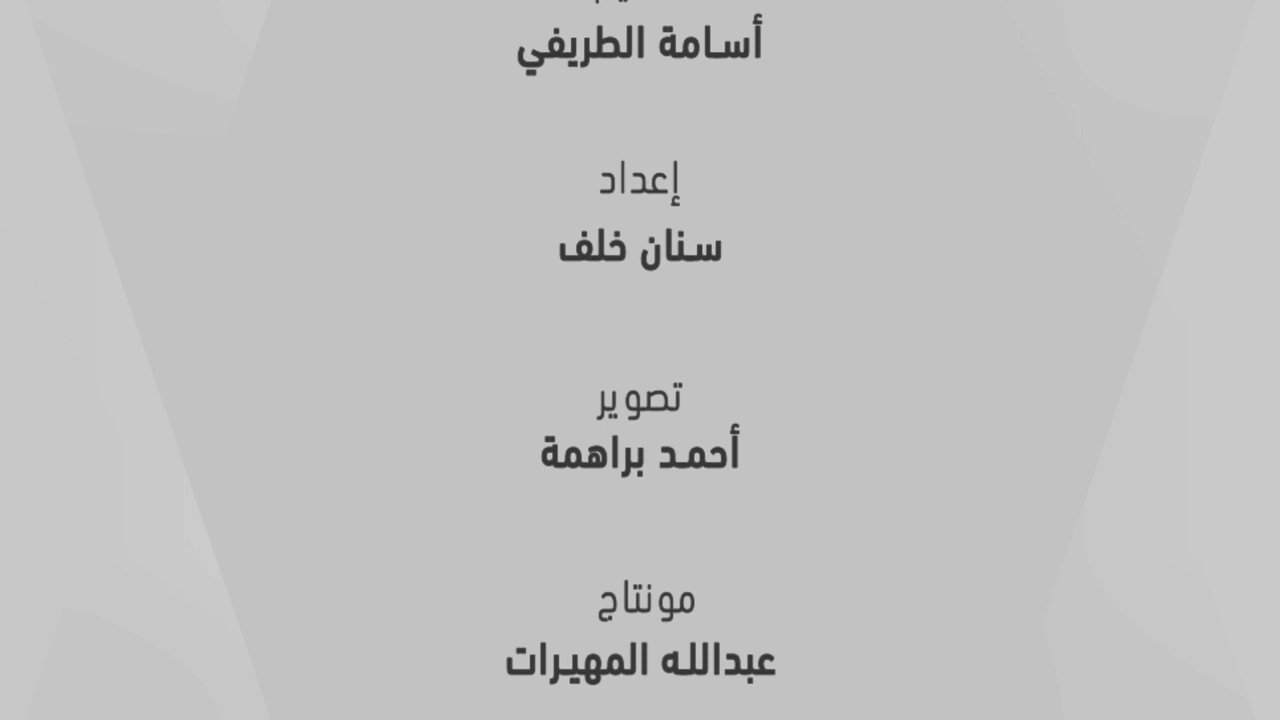 أسامة الطريفي
إعداد
سنان خلف
تصوير
أحمد براهمة
مونتاج
عبدالله المهيرات